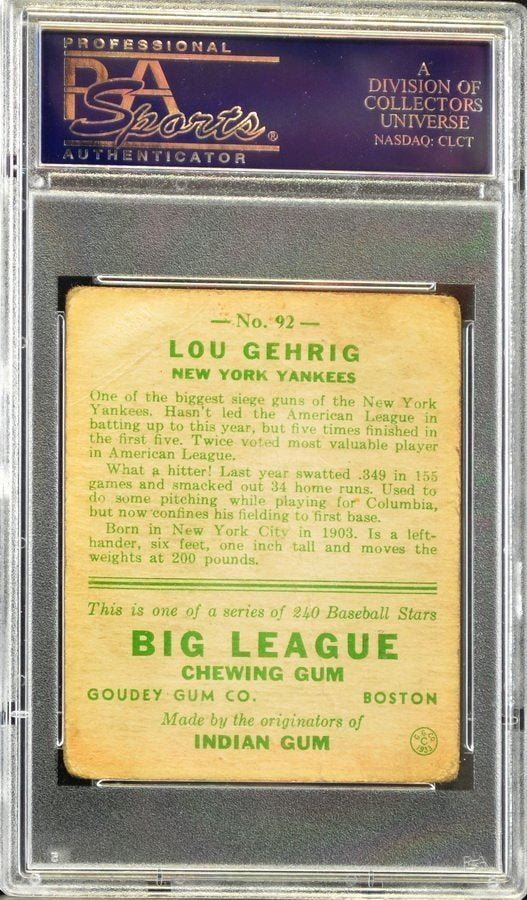 PROFESSIONAL
PSA
Sports®
AUTHENTICATOR
A
DIVISION OF
COLLECTORS
UNIVERSE
NASDAQ: CLCT
— No. 92 —
LOU GEHRIG
NEW YORK YANKEES
One of the biggest siege guns of the New York
Yankees. Hasn't led the American League in
batting up to this year, but five times finished in
the first five. Twice voted most valuable player
in American League.
What a hitter! Last year swatted .349 in 155
games and smacked out 34 home runs. Used to
do some pitching while playing for Columbia,
but now confines his fielding to first base.
Born in New York City in 1903. Is a left-
hander, six feet, one inch tall and moves the
weights at 200 pounds.
This is one of a series of 240 Baseball Stars
BIG LEAGUE
CHEWING GUM
GOUDEY GUM CO. BOSTON
Made by the originators of
INDIAN GUM
G. G. CO.
C
1933
PSA